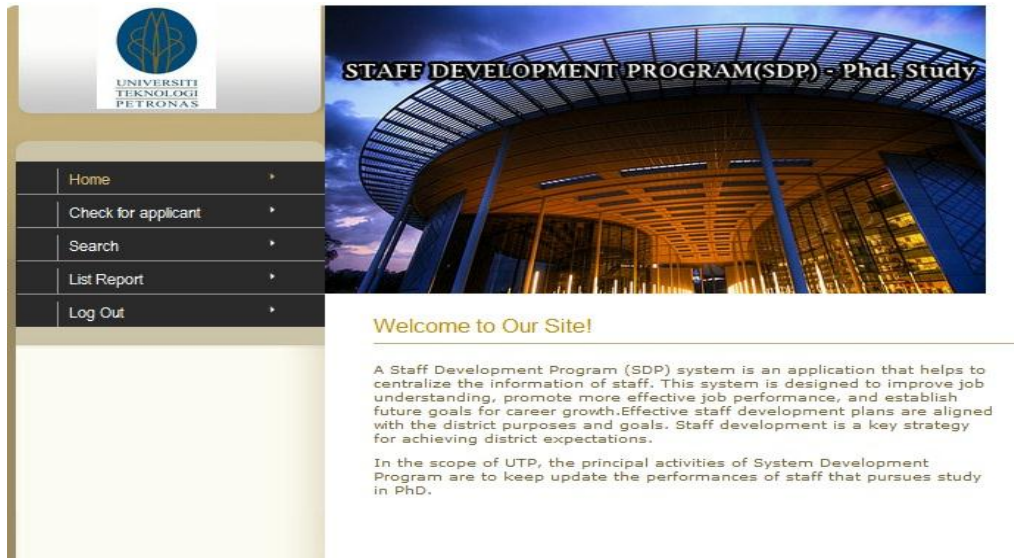 UNIVERSITI
TEKNOLOGI
PETRONAS
STAFF DEVELOPMENT PROGRAM(SDP) - Phd. Study
Home
Check for applicant
Search
List Report
Log Out
Welcome to Our Site!
A Staff Development Program (SDP) system is an application that helps to
centralize the information of staff. This system is designed to improve job
understanding, promote more effective job performance, and establish
future goals for career growth.Effective staff development plans are aligned
with the district purposes and goals. Staff development is a key strategy
for achieving district expectations.
In the scope of UTP, the principal activities of System Development
Program are to keep update the performances of staff that pursues study
in PhD.